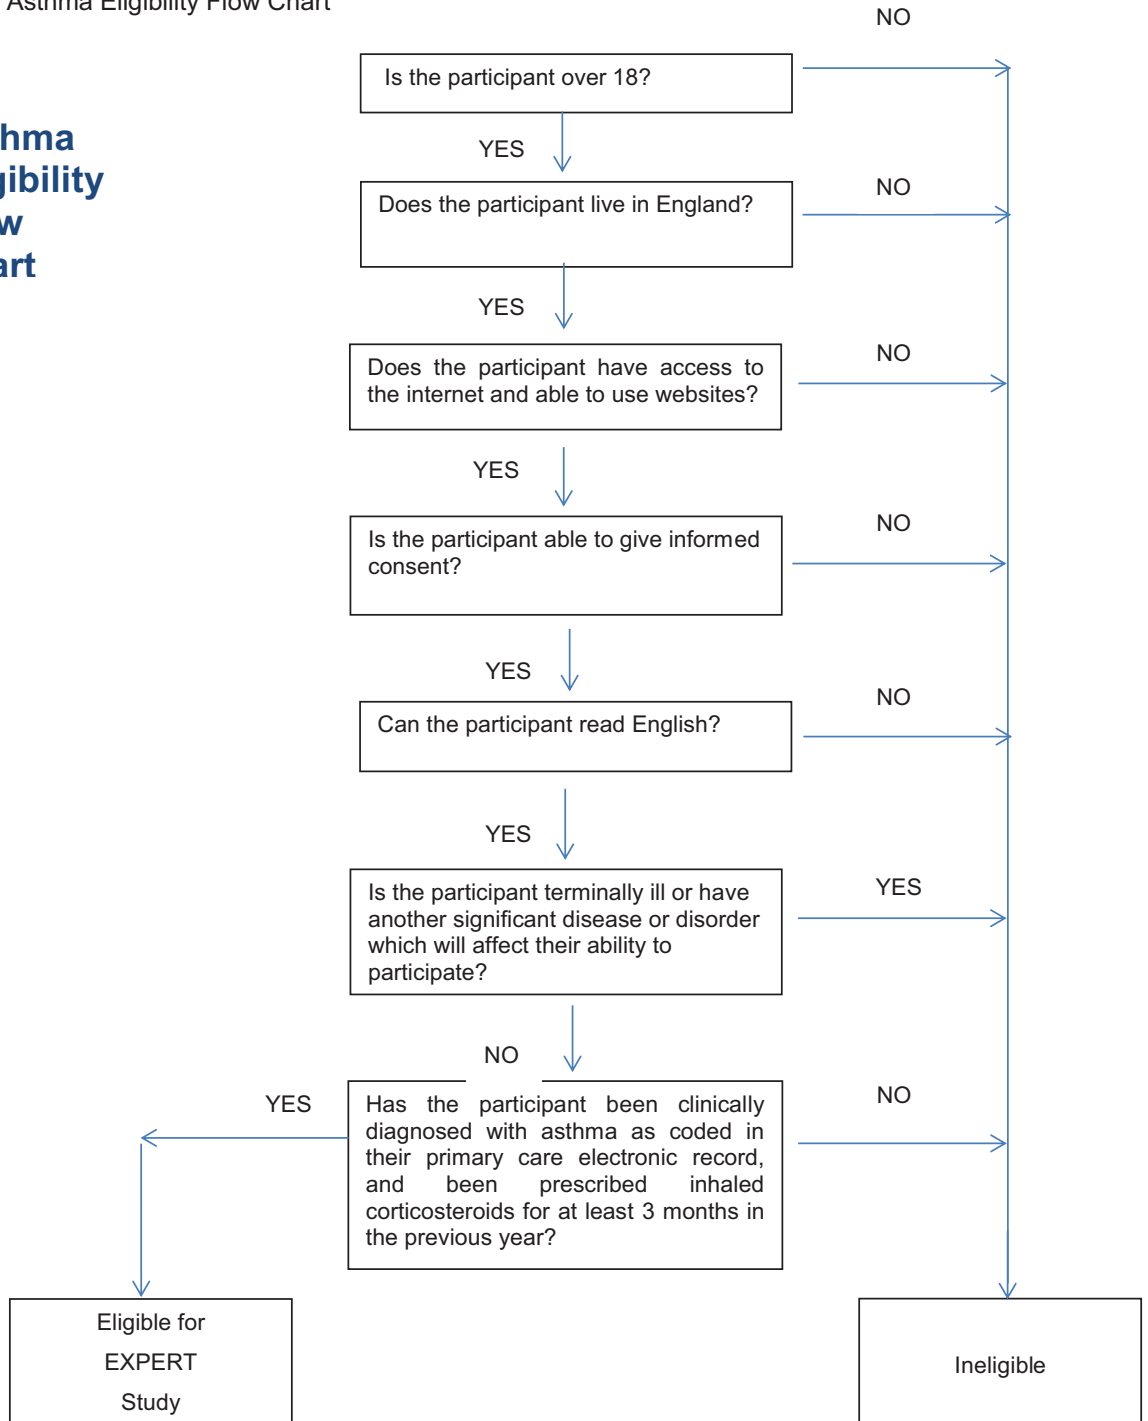 Asthma Eligibility Flow Chart
NO
Is the participant over 18?
hma
gibility
w
art
YES
Does the participant live in England?
NO
YES
Does the participant have access to
the internet and able to use websites?
NO
YES
Is the participant able to give informed
consent?
NO
YES
Can the participant read English?
NO
YES
Is the participant terminally ill or have
another significant disease or disorder
which will affect their ability to
participate?
YES
NO
YES
Has the participant been clinically
diagnosed with asthma as coded in
their primary care electronic record,
and been prescribed inhaled
corticosteroids for at least 3 months in
the previous year?
NO
Eligible for
EXPERT
Study
Ineligible